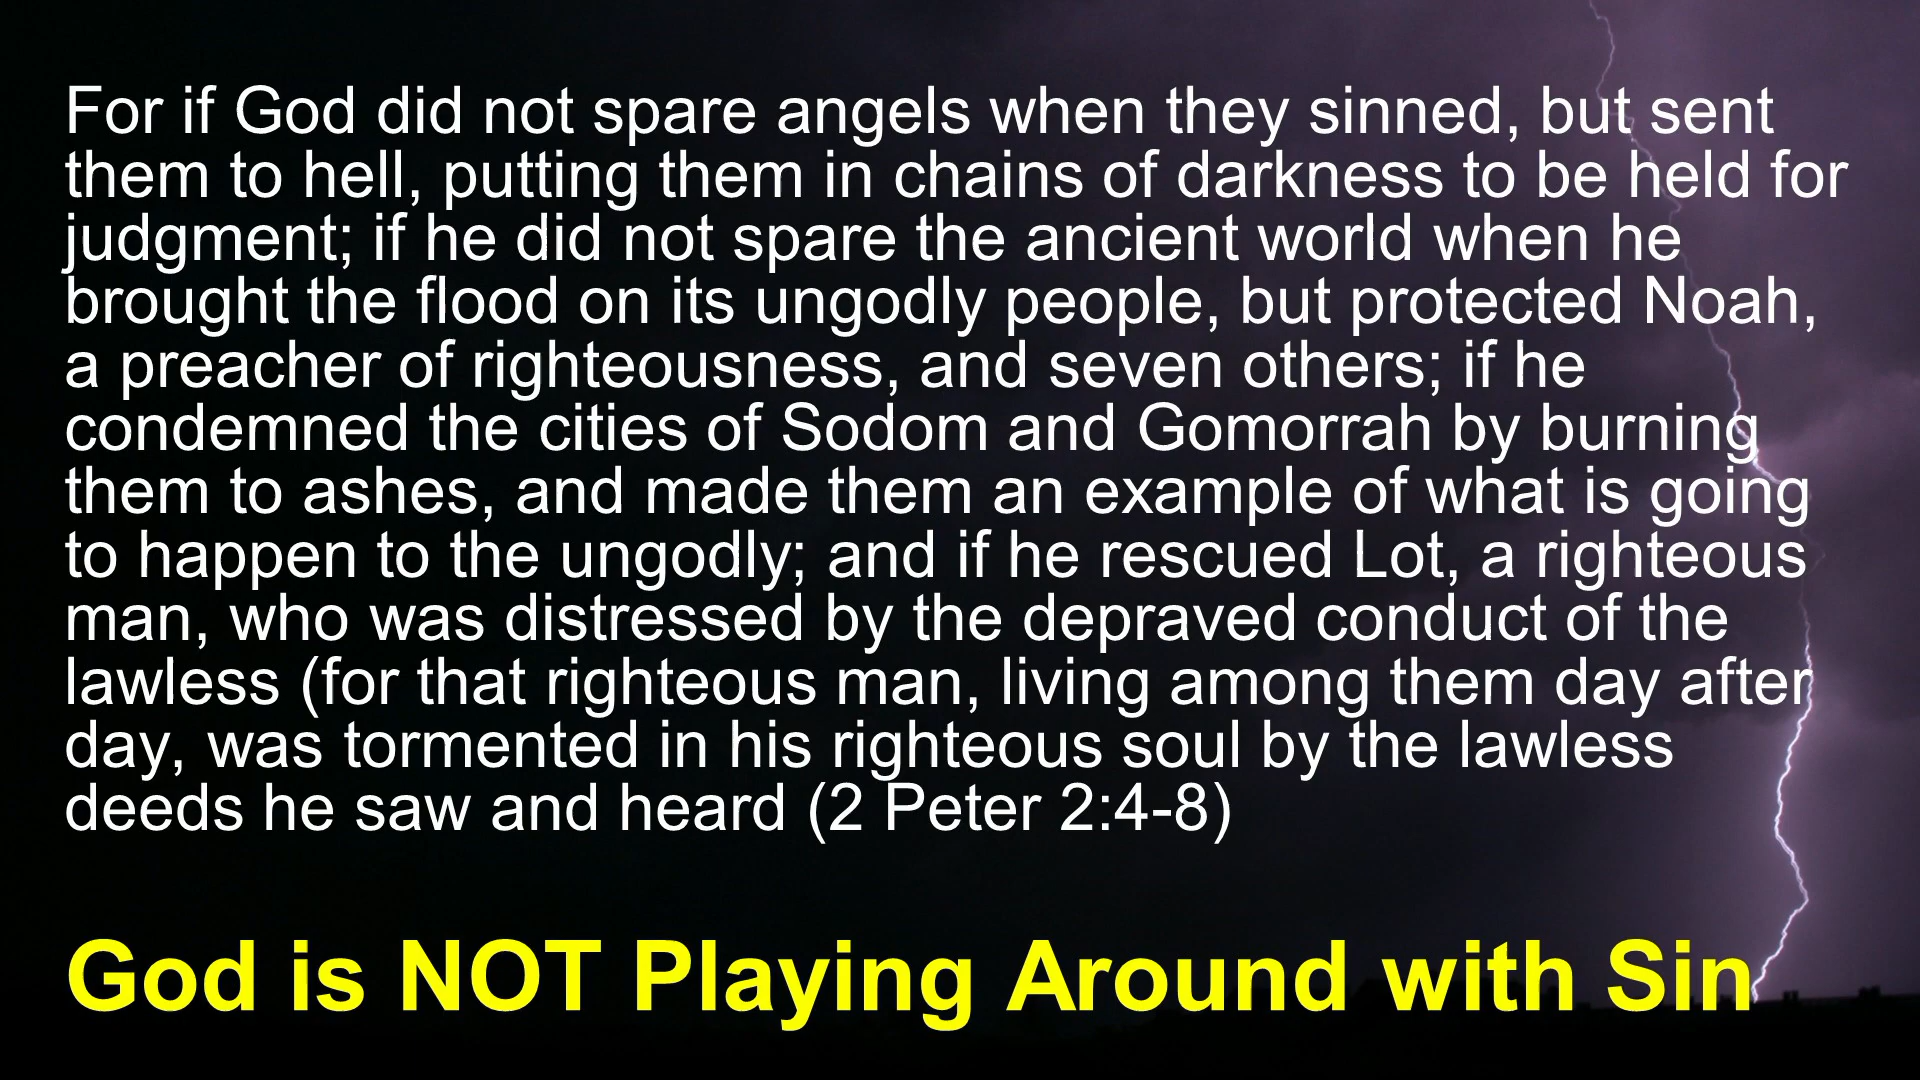 For if God did not spare angels when they sinned, but sent
them to hell, putting them in chains of darkness to be held for
judgment; if he did not spare the ancient world when he
brought the flood on its ungodly people, but protected Noah,
a preacher of righteousness, and seven others; if he
condemned the cities of Sodom and Gomorrah by burning
them to ashes, and made them an example of what is going
to happen to the ungodly; and if he rescued Lot, a righteous
man, who was distressed by the depraved conduct of the
lawless (for that righteous man, living among them day after
day, was tormented in his righteous soul by the lawless
deeds he saw and heard (2 Peter 2:4-8)
God is NOT Playing Around with Sin